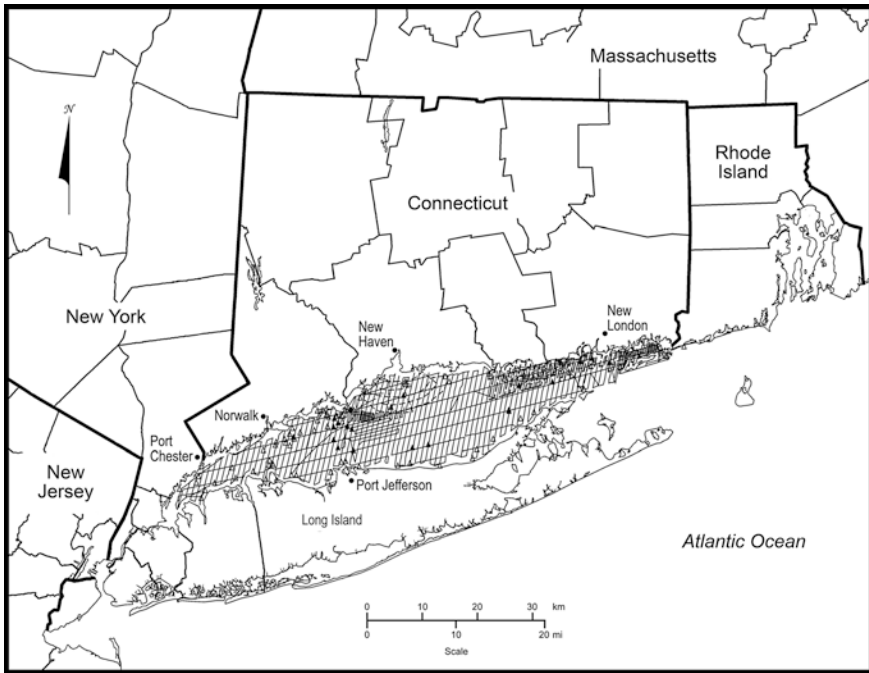 Massachusetts
N
Rhode
Island
Connecticut
New York
New
London
New
Haven
Norwalk
Port
Chester
New
Jersey
Port Jefferson
Long Island
Atlantic Ocean
0 10 20 30 km
0 10 20 mi
Scale